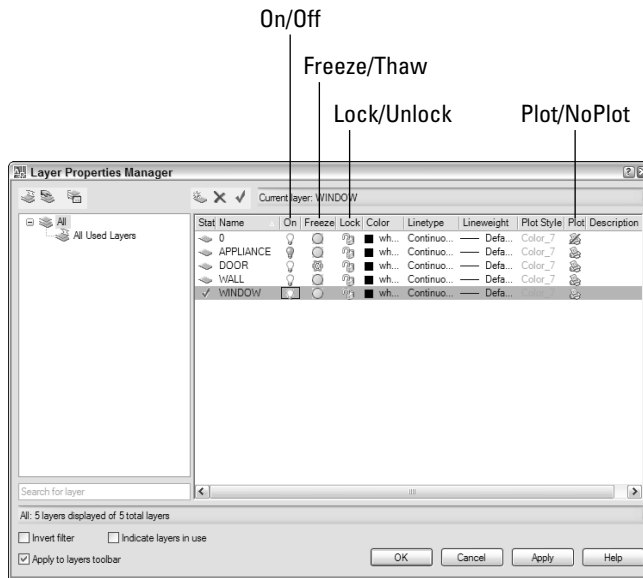 On/Off
Freeze/Thaw
Lock/Unlock Plot/NoPlot
Layer Properties Manager
Current layer: WINDOW
All
All Used Layers
Stat Name On Freeze Lock Color Linetype Lineweight Plot Style Plot Description
0 wh... Continuo... Defa... Color_7
APPLIANCE wh... Continuo... Defa... Color_7
DOOR wh... Continuo... Defa... Color_7
WALL wh... Continuo... Defa... Color_7
WINDOW wh... Continuo... Defa... Color_7
Search for layer
All: 5 layers displayed of 5 total layers
Invert filter Indicate layers in use
Apply to layers toolbar
OK Cancel Apply Help